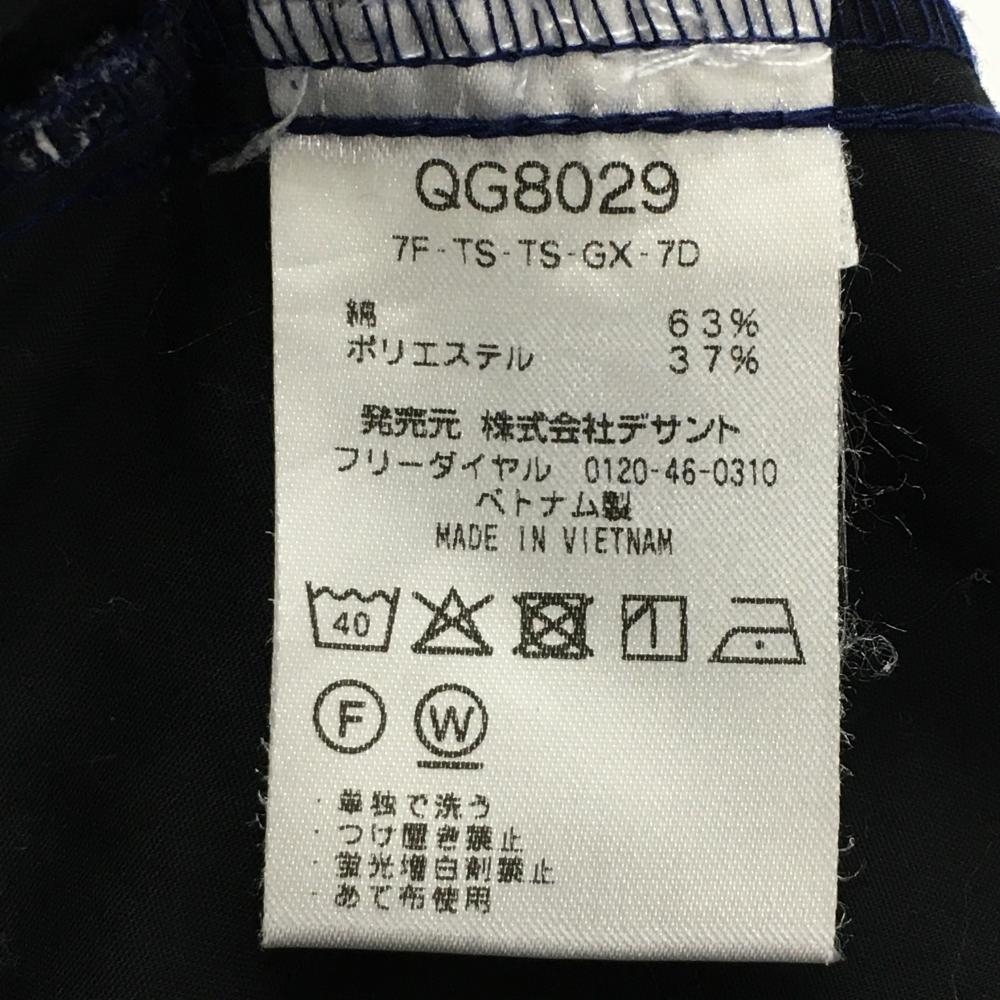 QG8029
7F-TS-TS-GX-7D
綿 63%
ポリエステル 37%
発売元 株式会社デサント
フリーダイヤル 0120-46-0310
ベトナム製
MADE IN VIETNAM
40
F W
・単独で洗う
・つけ置き禁止
・蛍光増白剤禁止
・あて布使用